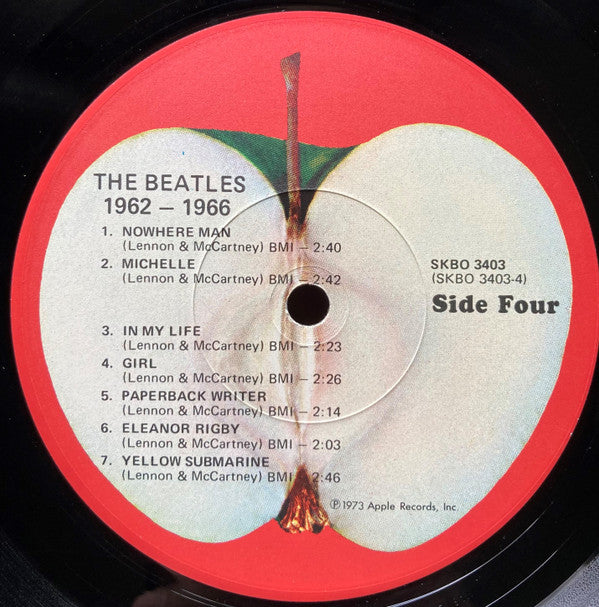 THE BEATLES
1962 – 1966
1. NOWHERE MAN
(Lennon & McCartney) BMI – 2:40
2. MICHELLE
(Lennon & McCartney) BMI – 2:42
SKBO 3403
(SKBO 3403-4)
Side Four
3. IN MY LIFE
(Lennon & McCartney) BMI – 2:23
4. GIRL
(Lennon & McCartney) BMI – 2:26
5. PAPERBACK WRITER
(Lennon & McCartney) BMI – 2:14
6. ELEANOR RIGBY
(Lennon & McCartney) BMI – 2:03
7. YELLOW SUBMARINE
(Lennon & McCartney) BMI – 2:46
℗1973 Apple Records, Inc.